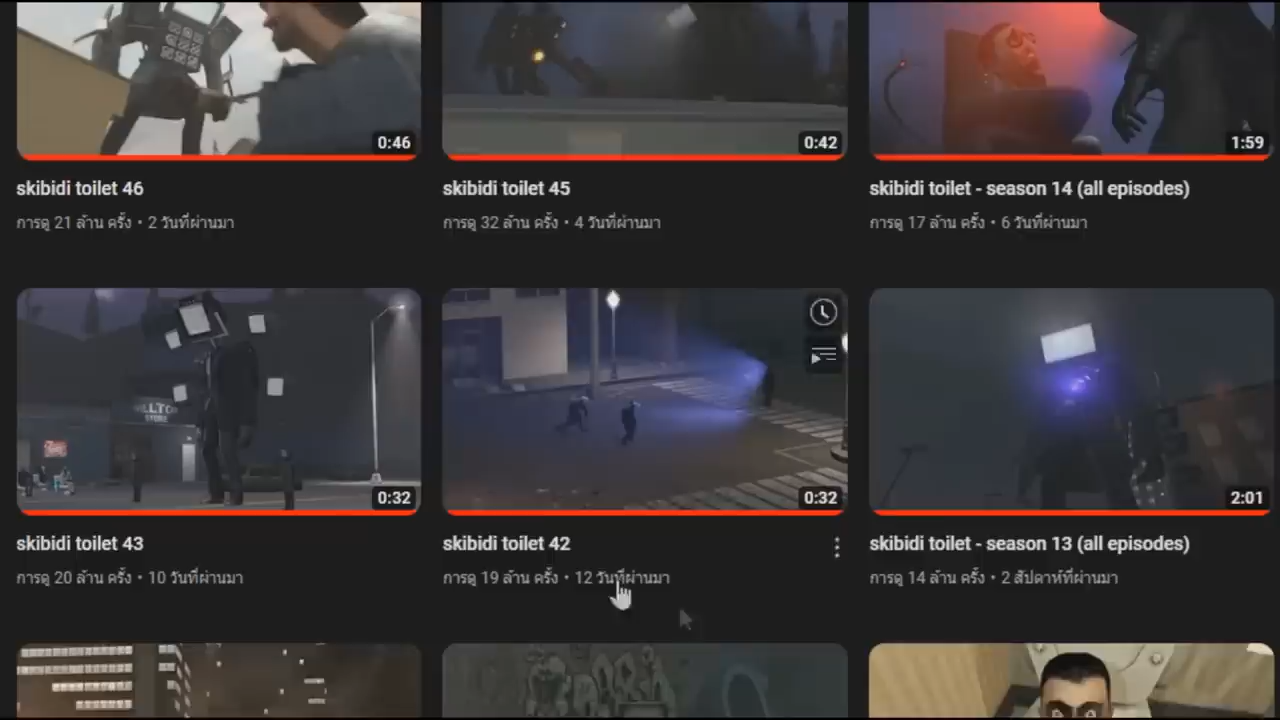 0:46
0:42
1:59
skibidi toilet 46
skibidi toilet 45
skibidi toilet - season 14 (all episodes)
การดู 21 ล้าน ครั้ง • 2 วันที่ผ่านมา
การดู 32 ล้าน ครั้ง • 4 วันที่ผ่านมา
การดู 17 ล้าน ครั้ง • 6 วันที่ผ่านมา
STORE
0:32
0:32
2:01
skibidi toilet 43
skibidi toilet 42
skibidi toilet - season 13 (all episodes)
การดู 20 ล้าน ครั้ง • 10 วันที่ผ่านมา
การดู 19 ล้าน ครั้ง • 12 วันที่ผ่านมา
การดู 14 ล้าน ครั้ง • 2 สัปดาห์ที่ผ่านมา